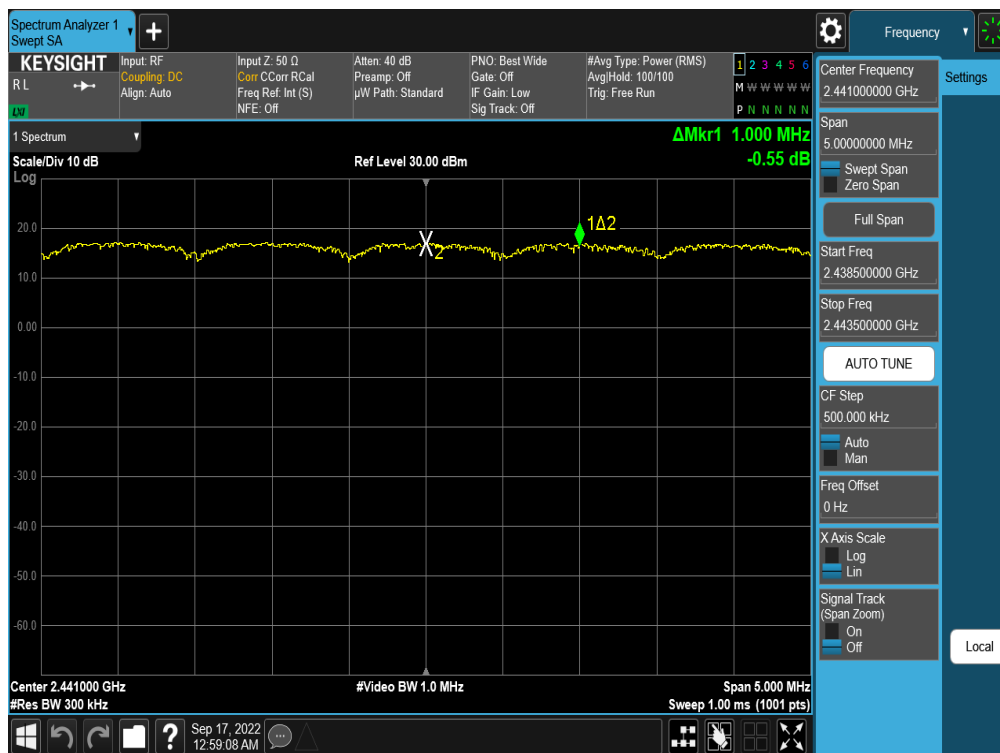 Spectrum Analyzer 1
Swept SA
Frequency
KEYSIGHT
R L
LXI
Input: RF
Coupling: DC
Align: Auto
Input Z: 50 Ω
Corr CCorr RCal
Freq Ref: Int (S)
NFE: Off
Atten: 40 dB
Preamp: Off
µW Path: Standard
PNO: Best Wide
Gate: Off
IF Gain: Low
Sig Track: Off
#Avg Type: Power (RMS)
Avg|Hold: 100/100
Trig: Free Run
1 2 3 4 5 6
M W W W W W
P N N N N N
1 Spectrum
ΔMkr1 1.000 MHz
-0.55 dB
Scale/Div 10 dB
Ref Level 30.00 dBm
Log
1Δ2
X2
20.0
10.0
0.00
-10.0
-20.0
-30.0
-40.0
-50.0
-60.0
Center 2.441000 GHz
#Video BW 1.0 MHz
Span 5.000 MHz
#Res BW 300 kHz
Sweep 1.00 ms (1001 pts)
Sep 17, 2022
12:59:08 AM
Center Frequency
2.441000000 GHz
Settings
Span
5.00000000 MHz
Swept Span
Zero Span
Full Span
Start Freq
2.438500000 GHz
Stop Freq
2.443500000 GHz
AUTO TUNE
CF Step
500.000 kHz
Auto
Man
Freq Offset
0 Hz
X Axis Scale
Log
Lin
Signal Track
(Span Zoom)
On
Off
Local